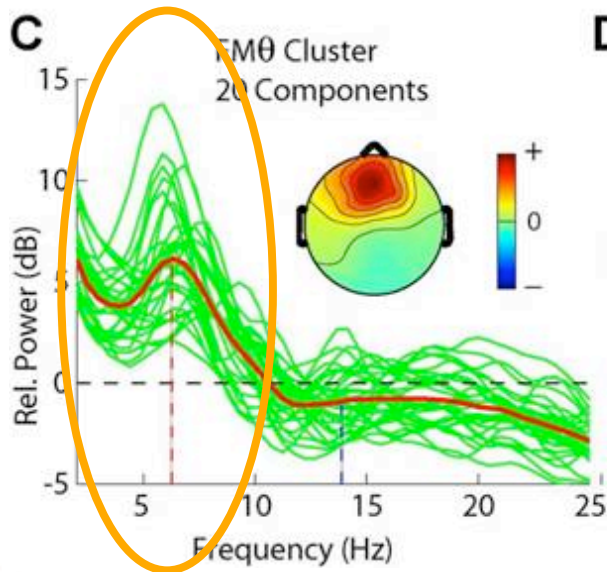 C
D
FMθ Cluster
20 Components
15
10
5
0
-5
+
0
−
Rel. Power (dB)
5
10
15
20
25
Frequency (Hz)